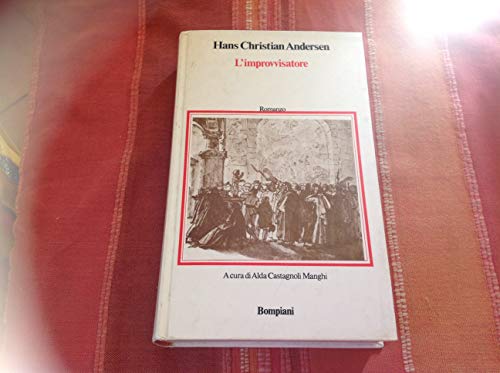 Hans Christian Andersen
L'improvvisatore
Romanzo
A cura di Alda Castagnoli Manghi
Bompiani